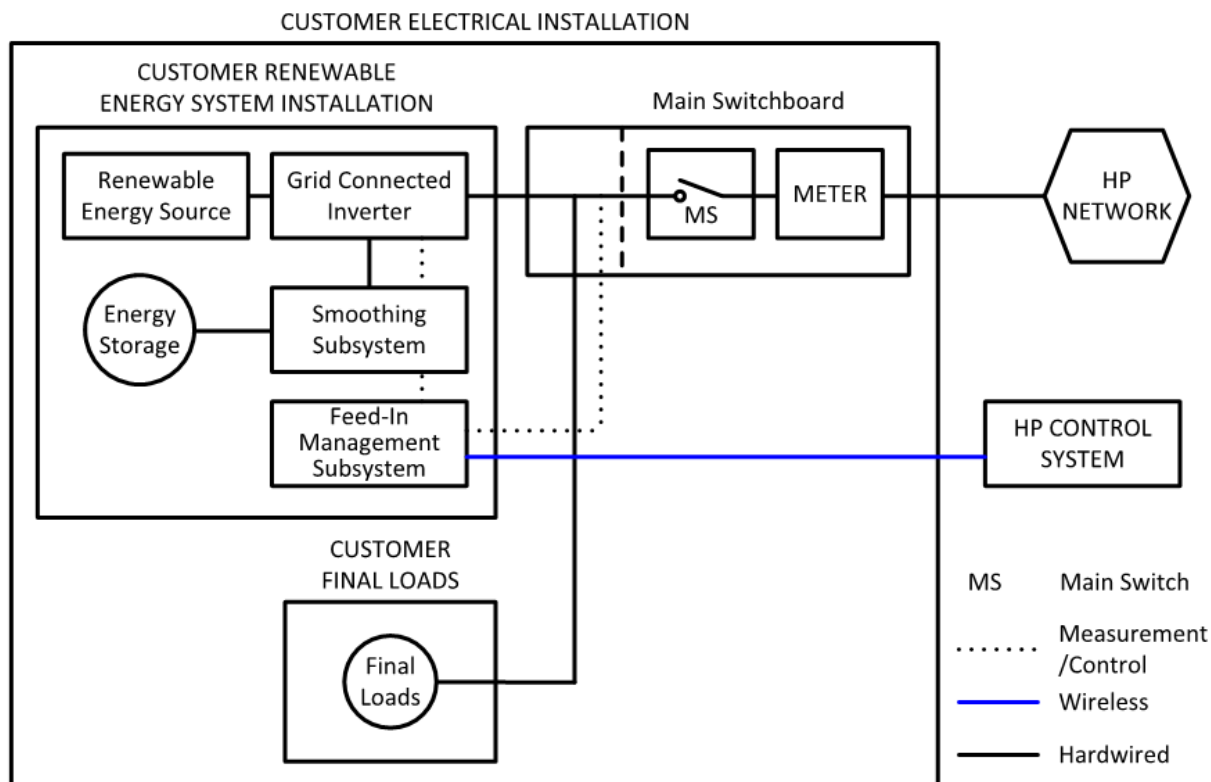 CUSTOMER ELECTRICAL INSTALLATION
CUSTOMER RENEWABLE
ENERGY SYSTEM INSTALLATION
Main Switchboard
Renewable
Energy Source
Grid Connected
Inverter
MS
METER
HP
NETWORK
Energy
Storage
Smoothing
Subsystem
Feed-In
Management
Subsystem
HP CONTROL
SYSTEM
CUSTOMER
FINAL LOADS
Final
Loads
MS Main Switch
Measurement
/Control
Wireless
Hardwired